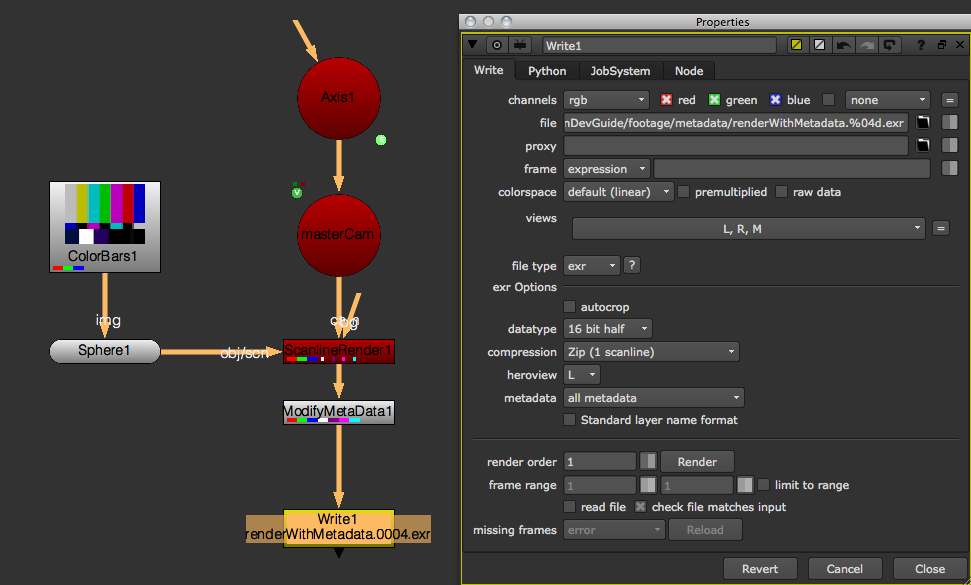 Axis1
E
V
masterCam
ColorBars1
img
Sphere1
obj/scn
bg
ScanlineRender1
ModifyMetaData1
Write1
renderWithMetadata.0004.exr
Properties
Write1
?
Write Python JobSystem Node
channels rgb red green blue none =
file nDevGuide/footage/metadata/renderWithMetadata.%04d.exr
proxy
frame expression
colorspace default (linear) premultiplied raw data
views
L, R, M =
file type exr ?
exr Options
autocrop
datatype 16 bit half
compression Zip (1 scanline)
heroview L
metadata all metadata
Standard layer name format
render order 1 Render
frame range 1 1 limit to range
read file check file matches input
missing frames error Reload
Revert Cancel Close